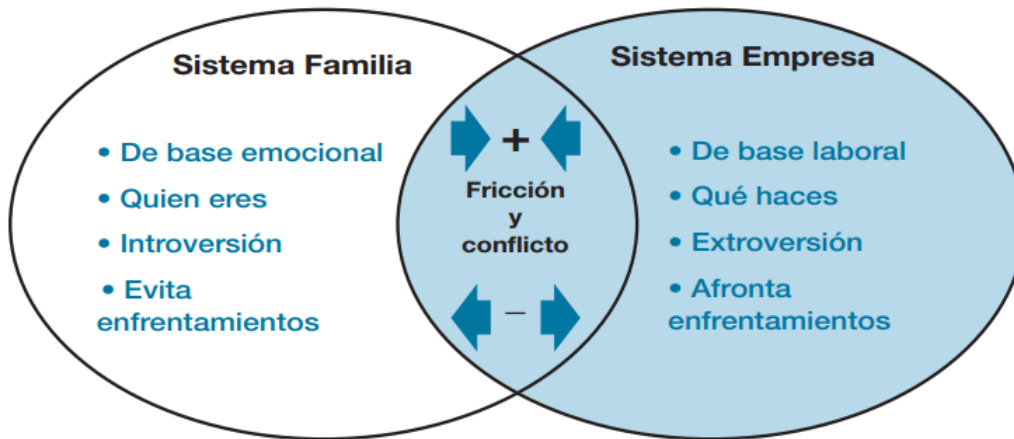 Sistema Familia
• De base emocional
• Quien eres
• Introversión
• Evita
enfrentamientos
+
Fricción
y
conflicto
–
Sistema Empresa
• De base laboral
• Qué haces
• Extroversión
• Afronta
enfrentamientos